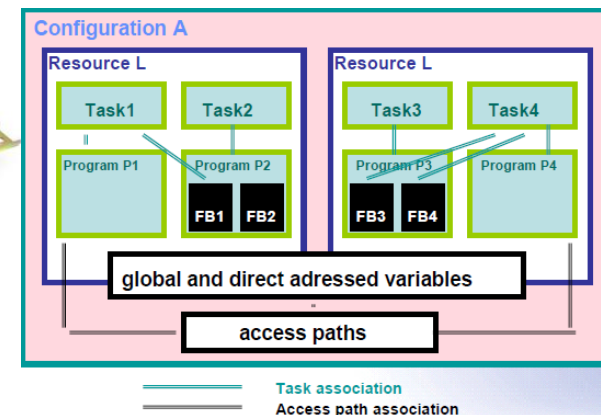 Configuration A
Resource L
Resource L
Task1
Task2
Task3
Task4
Program P1
Program P2
Program P3
Program P4
FB1
FB2
FB3
FB4
global and direct adressed variables
access paths
Task association
Access path association